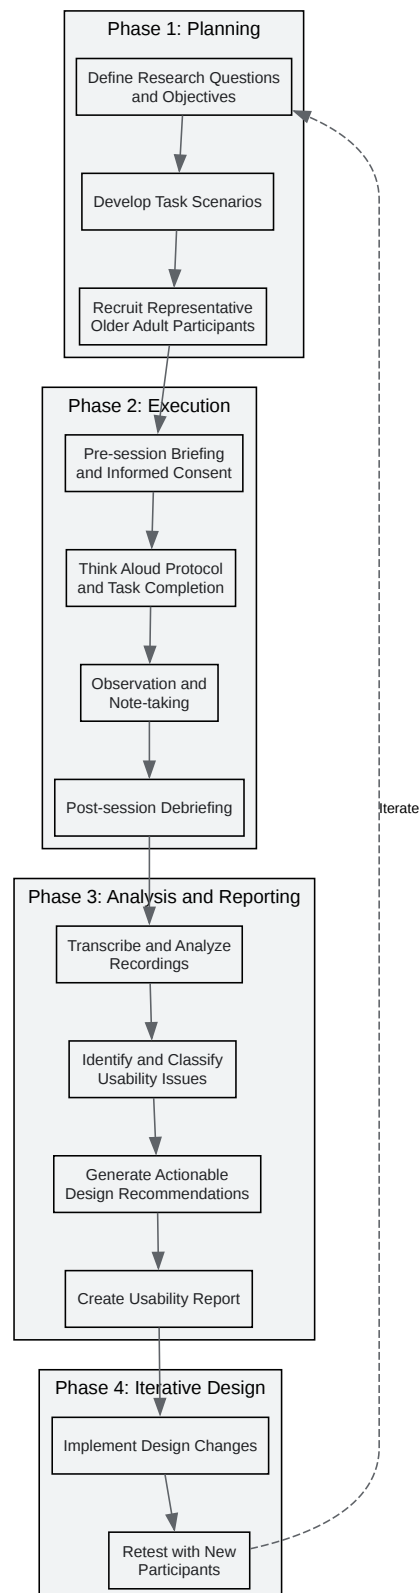 Phase 1: Planning
Define Research Questions
and Objectives
Develop Task Scenarios
Recruit Representative
Older Adult Participants
Phase 2: Execution
Pre-session Briefing
and Informed Consent
Think Aloud Protocol
and Task Completion
Observation and
Note-taking
Post-session Debriefing
Iterate
Phase 3: Analysis and Reporting
Transcribe and Analyze
Recordings
Identify and Classify
Usability Issues
Generate Actionable
Design Recommendations
Create Usability Report
Phase 4: Iterative Design
Implement Design Changes
Retest with New
Participants